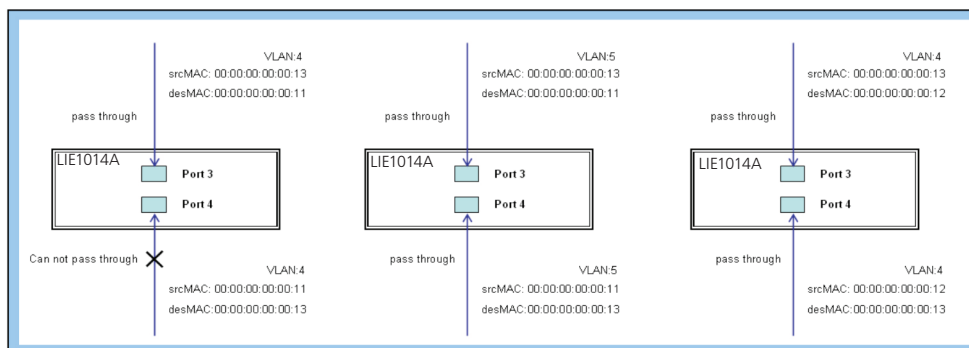 VLAN:4
srcMAC: 00:00:00:00:00:13
desMAC:00:00:00:00:00:11
pass through
LIE1014A
Port 3
Port 4
Can not pass through
VLAN:4
srcMAC: 00:00:00:00:00:11
desMAC:00:00:00:00:00:13
VLAN:5
srcMAC: 00:00:00:00:00:13
desMAC:00:00:00:00:00:11
pass through
LIE1014A
Port 3
Port 4
pass through
VLAN:5
srcMAC: 00:00:00:00:00:11
desMAC:00:00:00:00:00:13
VLAN:4
srcMAC: 00:00:00:00:00:13
desMAC:00:00:00:00:00:12
pass through
LIE1014A
Port 3
Port 4
pass through
VLAN:4
srcMAC: 00:00:00:00:00:12
desMAC:00:00:00:00:00:13